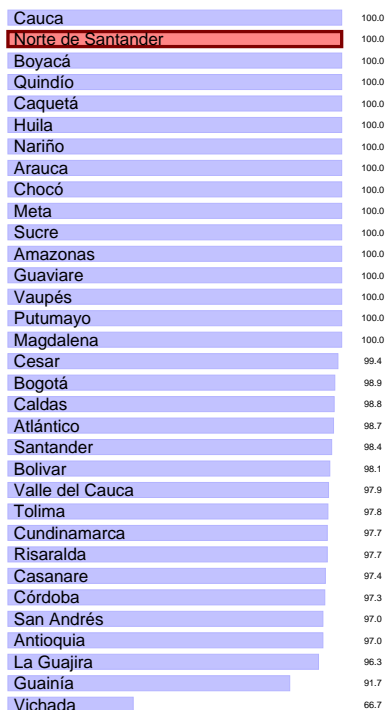 Cauca 100.0
Norte de Santander 100.0
Boyacá 100.0
Quindío 100.0
Caquetá 100.0
Huila 100.0
Nariño 100.0
Arauca 100.0
Chocó 100.0
Meta 100.0
Sucre 100.0
Amazonas 100.0
Guaviare 100.0
Vaupés 100.0
Putumayo 100.0
Magdalena 100.0
Cesar 99.4
Bogotá 98.9
Caldas 98.8
Atlántico 98.7
Santander 98.4
Bolivar 98.1
Valle del Cauca 97.9
Tolima 97.8
Cundinamarca 97.7
Risaralda 97.7
Casanare 97.4
Córdoba 97.3
San Andrés 97.0
Antioquia 97.0
La Guajira 96.3
Guainía 91.7
Vichada 66.7